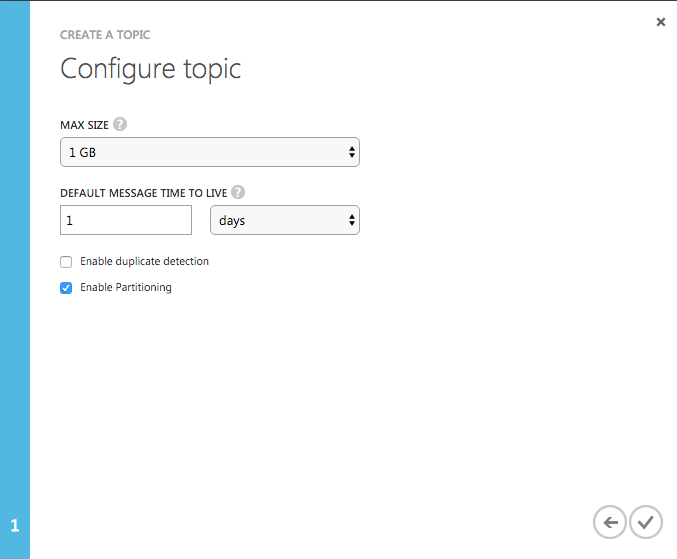 CREATE A TOPIC
Configure topic
MAX SIZE ?
1 GB
DEFAULT MESSAGE TIME TO LIVE ?
1 days
Enable duplicate detection
Enable Partitioning
1